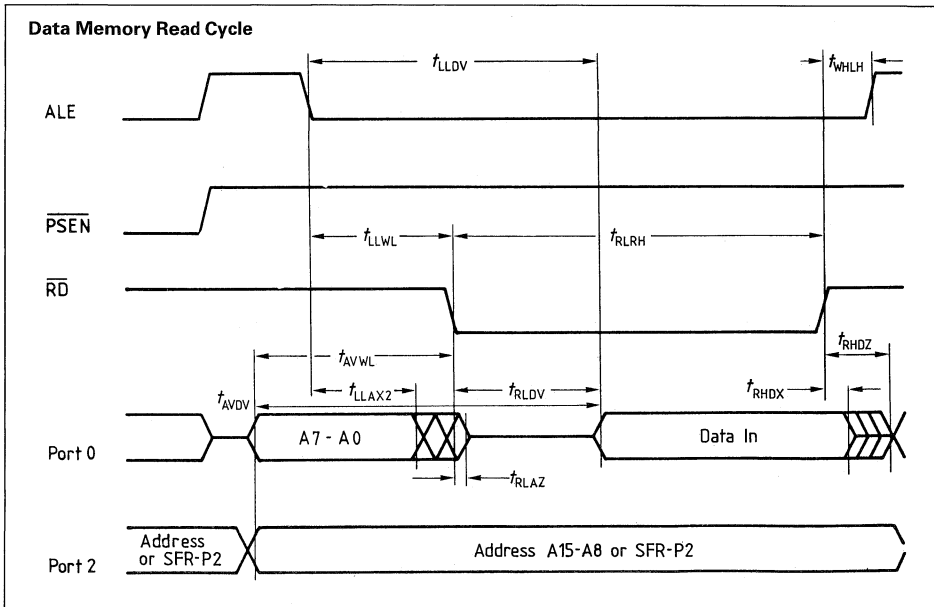 Data Memory Read Cycle
tLLDV
tWHLH
ALE
PSEN
tLLWL
tRLRH
RD
tAVWL
tRHDZ
tAVDV
tLLAX2
tRLDV
tRHDX
Port 0
A7 - A0
Data In
tRLAZ
Port 2
Address
or SFR-P2
Address A15-A8 or SFR-P2